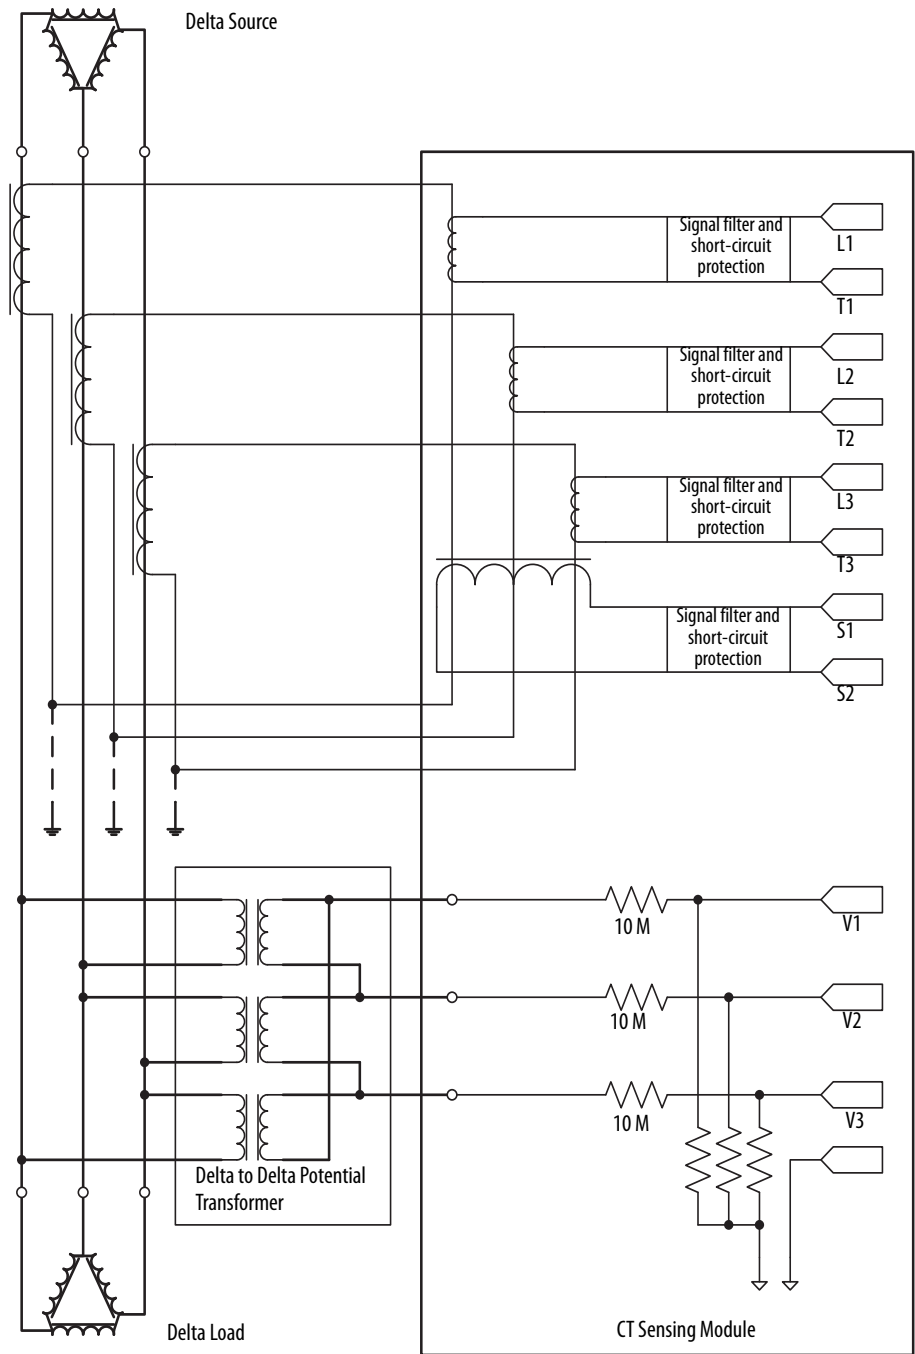 Delta Source
Signal filter and
short-circuit
protection
L1
T1
Signal filter and
short-circuit
protection
L2
T2
Signal filter and
short-circuit
protection
L3
T3
Signal filter and
short-circuit
protection
S1
S2
10 M
V1
10 M
V2
10 M
V3
Delta to Delta Potential
Transformer
Delta Load
CT Sensing Module